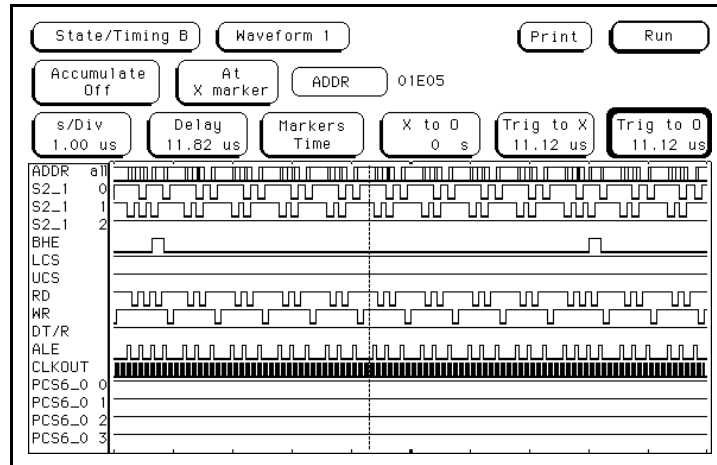 State/Timing B Waveform 1 Print Run
Accumulate Off At X marker ADDR 01E05
s/Div 1.00 us Delay 11.82 us Markers Time X to O 0 s Trig to X 11.12 us Trig to O 11.12 us
ADDR all
S2_1 0
S2_1 1
S2_1 2
BHE
LCS
UCS
RD
WR
DT/R
ALE
CLKOUT
PCS6_0 0
PCS6_0 1
PCS6_0 2
PCS6_0 3